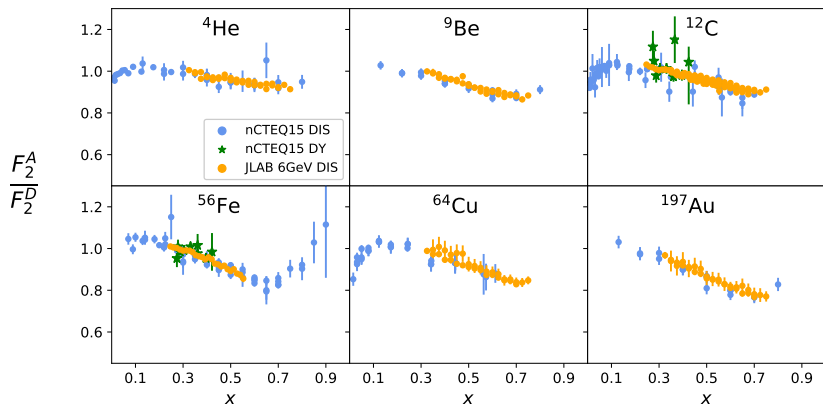 ⁴He
⁹Be
¹²C
1.2
1.0
0.8
0.6
nCTEQ15 DIS
nCTEQ15 DY
JLAB 6GeV DIS
F₂ᴬ
F₂ᴰ
⁵⁶Fe
⁶⁴Cu
¹⁹⁷Au
1.2
1.0
0.8
0.6
0.1 0.3 0.5 0.7 0.9
0.1 0.3 0.5 0.7 0.9
0.1 0.3 0.5 0.7 0.9
x
x
x